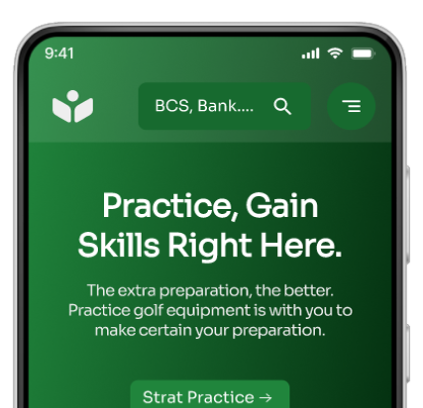 9:41
BCS, Bank....
Practice, Gain
Skills Right Here.
The extra preparation, the better.
Practice golf equipment is with you to
make certain your preparation.
Strat Practice →